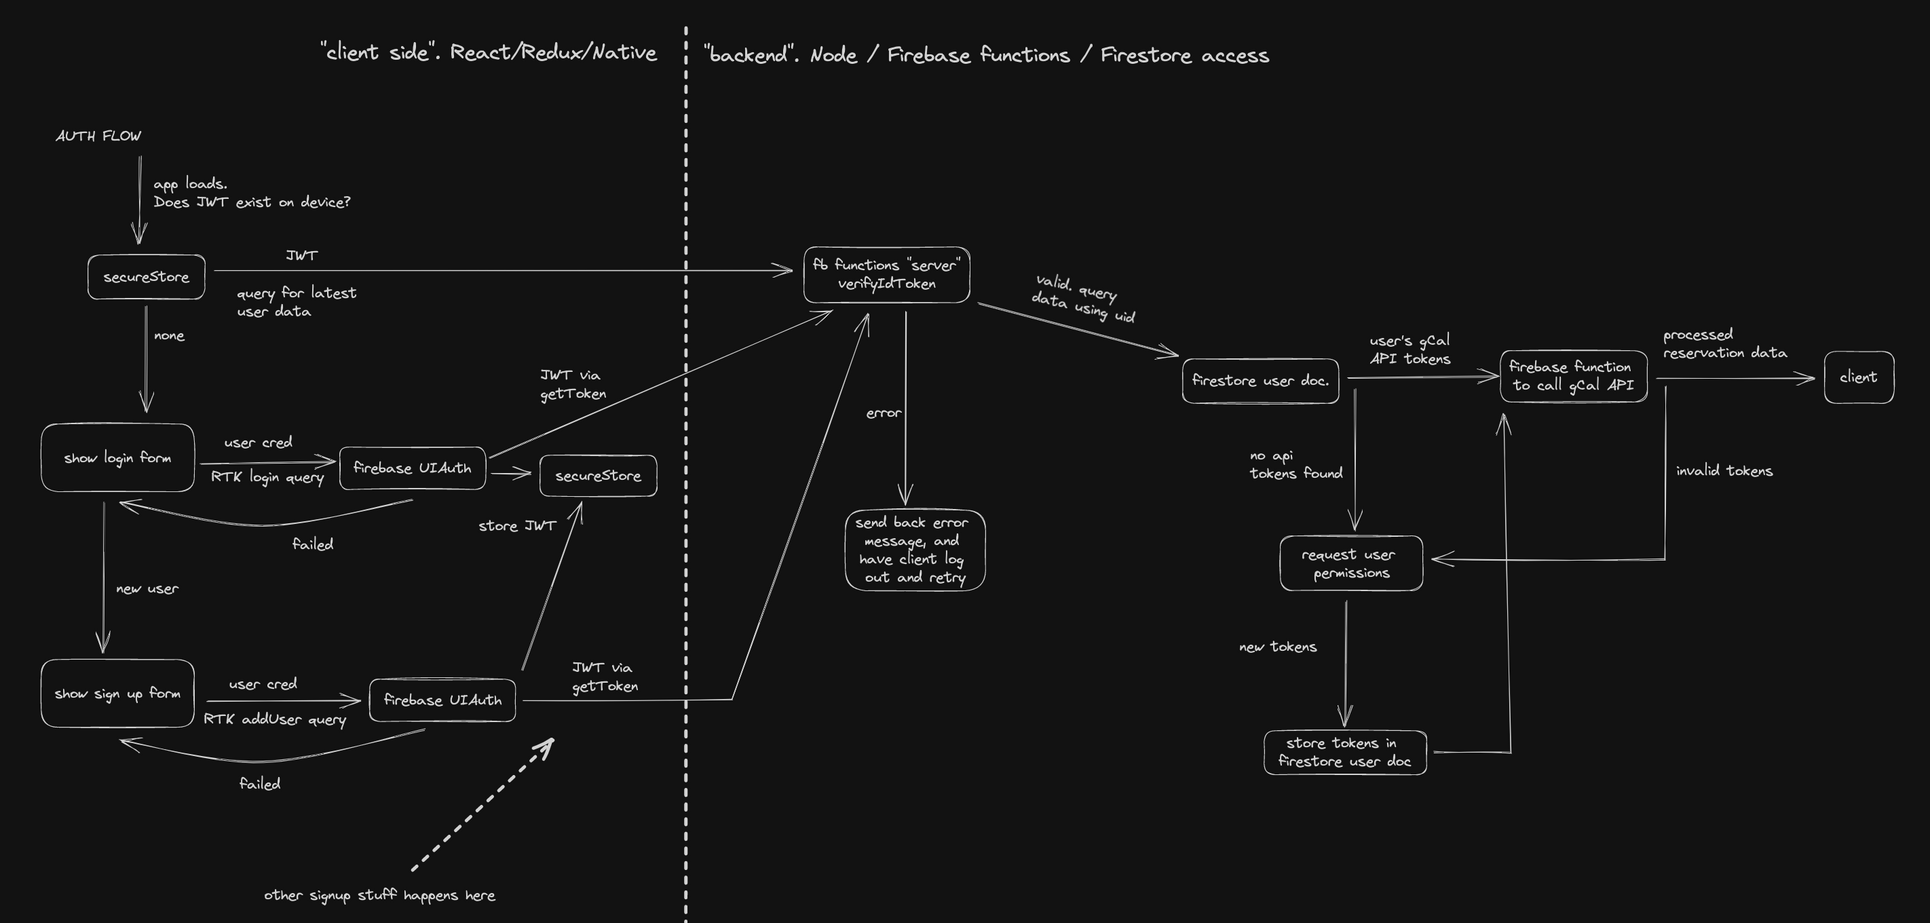 "client side". React/Redux/Native
"backend". Node / Firebase functions / Firestore access
AUTH FLOW
app loads.
Does JWT exist on device?
secureStore
JWT
query for latest
user data
none
show login form
user cred
RTK login query
firebase UIAuth
secureStore
failed
store JWT
JWT via
getToken
new user
show sign up form
user cred
RTK addUser query
firebase UIAuth
failed
JWT via
getToken
other signup stuff happens here
fb functions "server"
verifyIdToken
error
send back error
message, and
have client log
out and retry
valid. query
data using uid
firestore user doc.
user's gCal
API tokens
firebase function
to call gCal API
processed
reservation data
client
no api
tokens found
invalid tokens
request user
permissions
new tokens
store tokens in
firestore user doc